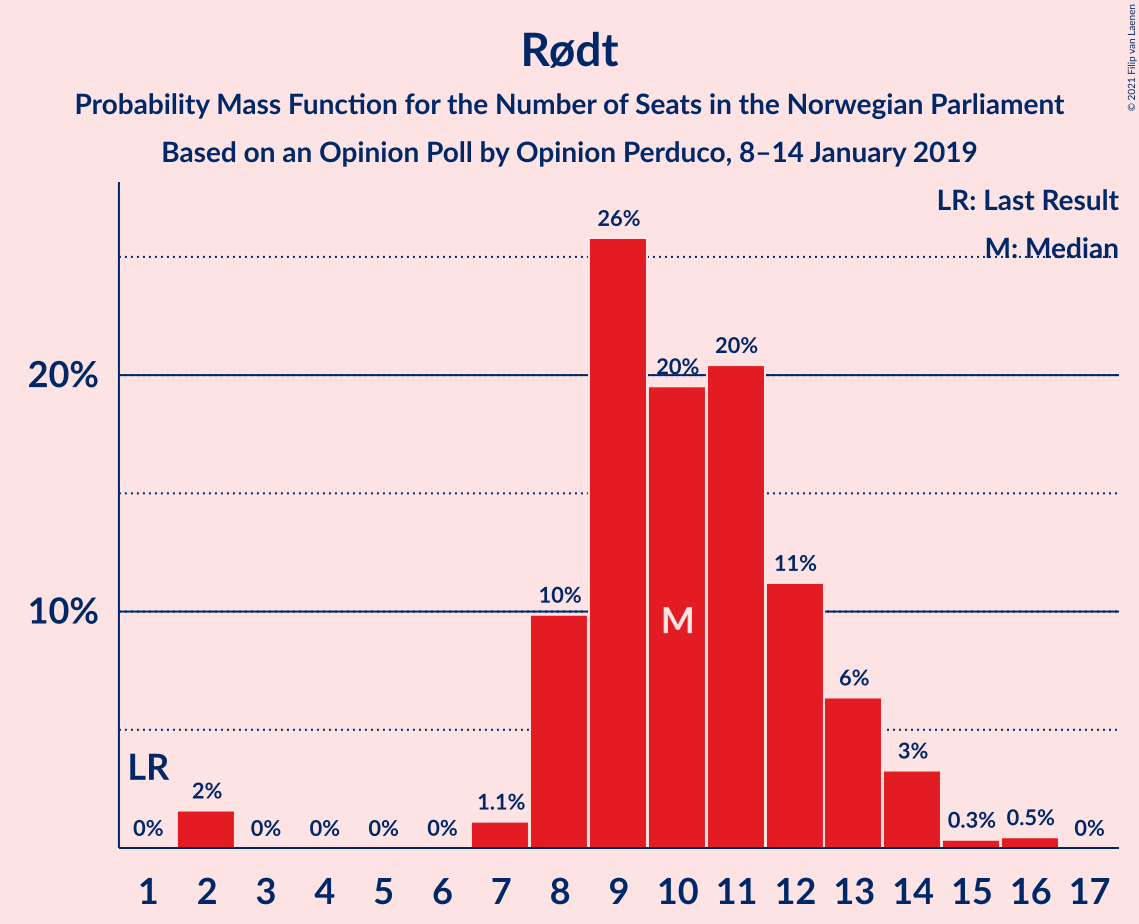 Rødt
Probability Mass Function for the Number of Seats in the Norwegian Parliament
Based on an Opinion Poll by Opinion Perduco, 8–14 January 2019
© 2021 Filip van Laenen
LR: Last Result
M: Median
20%
10%
LR
M
0% 2% 0% 0% 0% 0% 1.1% 10% 26% 20% 20% 11% 6% 3% 0.3% 0.5% 0%
1 2 3 4 5 6 7 8 9 10 11 12 13 14 15 16 17